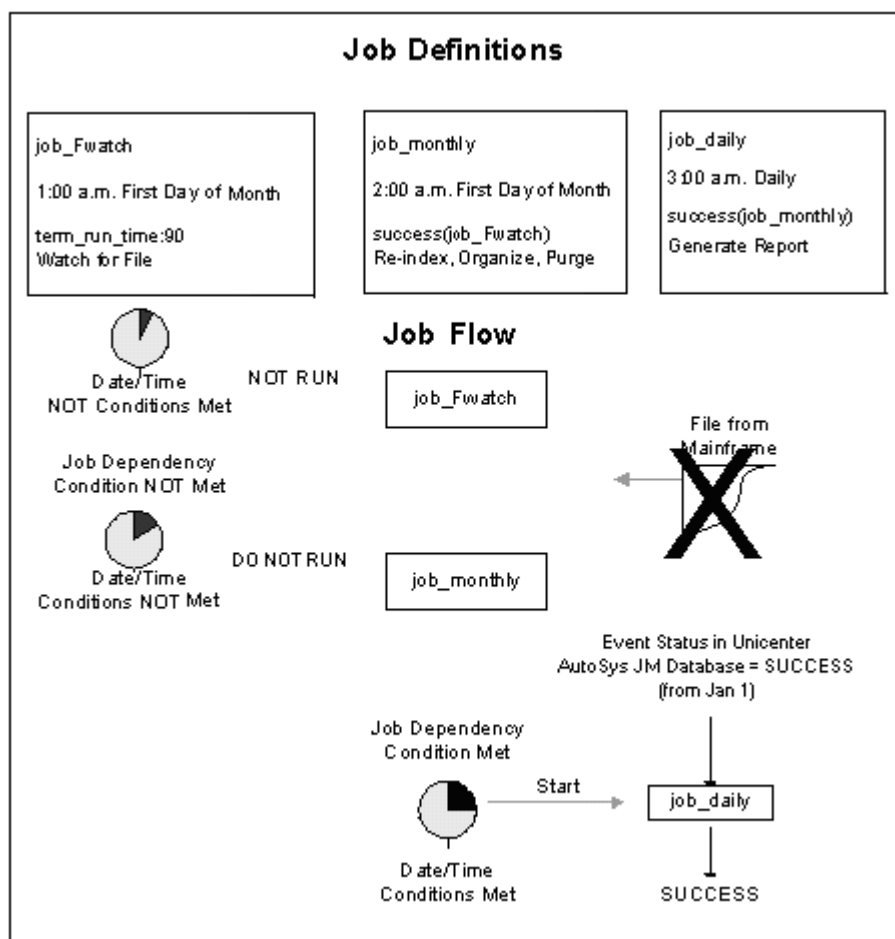 Job Definitions
job_Fwatch
1:00 a.m. First Day of Month
term_run_time:90
Watch for File
job_monthly
2:00 a.m. First Day of Month
success(job_Fwatch)
Re-index, Organize, Purge
job_daily
3:00 a.m. Daily
success(job_monthly)
Generate Report
Job Flow
Date/Time
NOT Conditions Met
NOT RUN
job_Fwatch
File from
Mainframe
Job Dependency
Condition NOT Met
Date/Time
Conditions NOT Met
DO NOT RUN
job_monthly
Event Status in Unicenter
AutoSys JM Database = SUCCESS
(from Jan 1)
Job Dependency
Condition Met
Start
job_daily
Date/Time
Conditions Met
SUCCESS